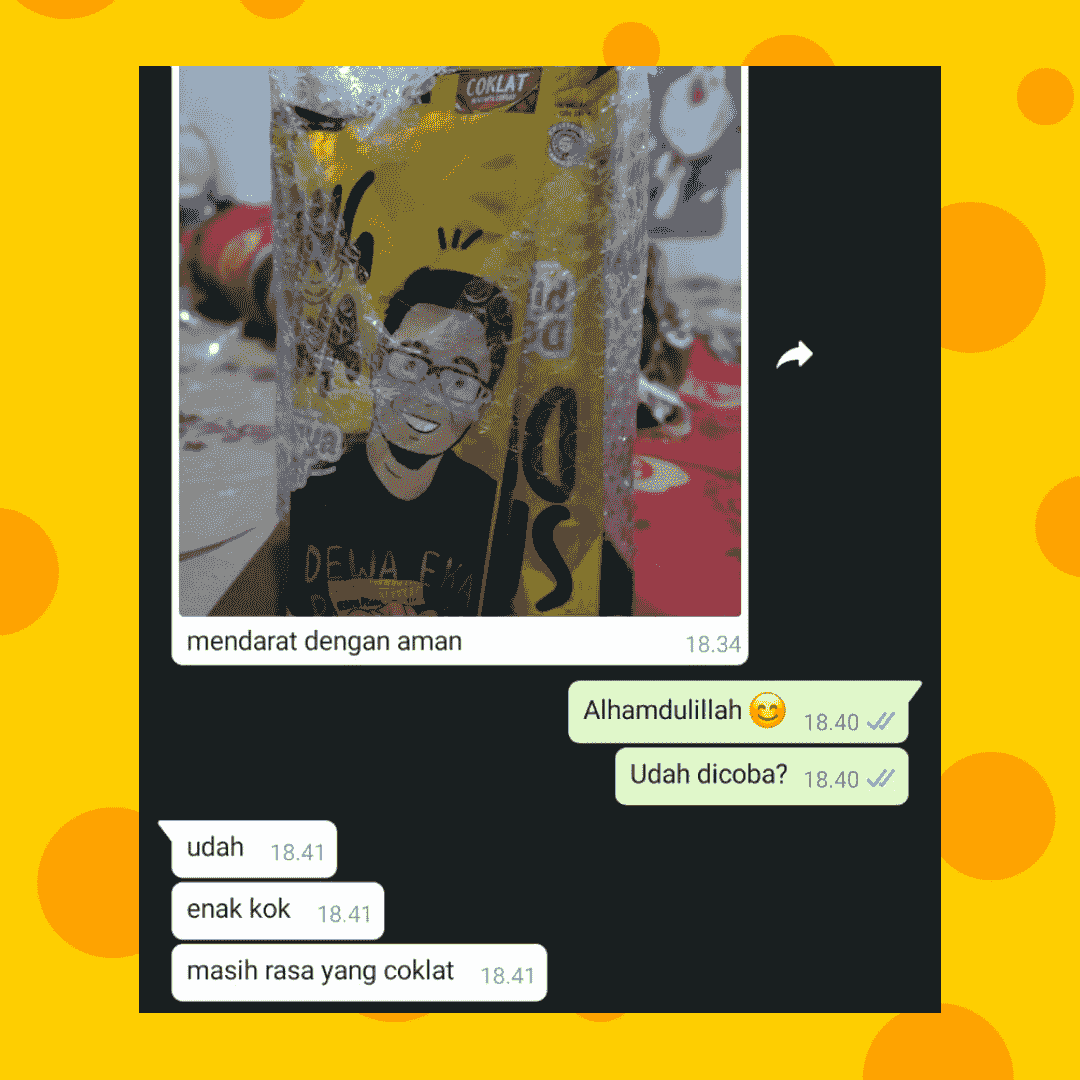 COKLAT
DEWA EKA
mendarat dengan aman 18.34
Alhamdulillah 😊 18.40
Udah dicoba? 18.40
udah 18.41
enak kok 18.41
masih rasa yang coklat 18.41